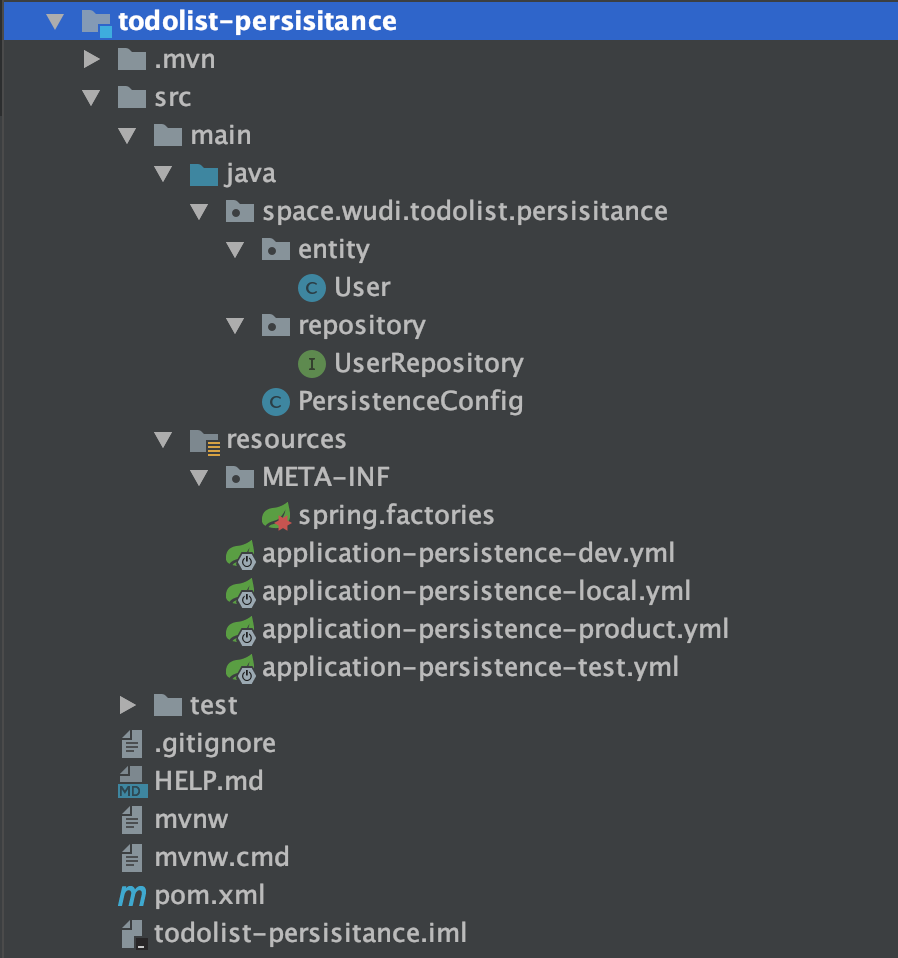 todolist-persisitance
.mvn
src
main
java
space.wudi.todolist.persisitance
entity
C User
repository
I UserRepository
C PersistenceConfig
resources
META-INF
spring.factories
application-persistence-dev.yml
application-persistence-local.yml
application-persistence-product.yml
application-persistence-test.yml
test
.gitignore
MD HELP.md
mvnw
mvnw.cmd
m pom.xml
todolist-persisitance.iml